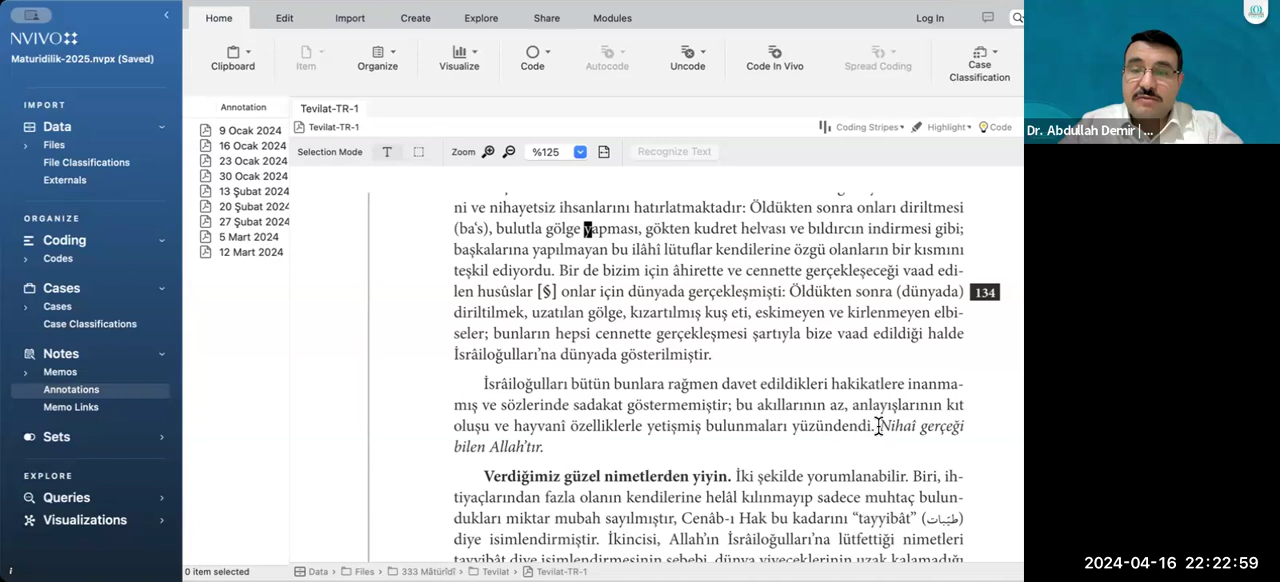 Home Edit Import Create Explore Share Modules Log In
NVIVO
Maturidilik-2025.nvpx (Saved)
IMPORT
Data
Files
File Classifications
Externals
ORGANIZE
Coding
Codes
Cases
Cases
Case Classifications
Notes
Memos
Annotations
Memo Links
Sets
EXPLORE
Queries
Visualizations
Clipboard Item Organize Visualize Code Autocode Uncode Code In Vivo Spread Coding Case
Classification
Annotation
9 Ocak 2024
16 Ocak 2024
23 Ocak 2024
30 Ocak 2024
13 Şubat 2024
20 Şubat 2024
27 Şubat 2024
5 Mart 2024
12 Mart 2024
Tevilat-TR-1
Tevilat-TR-1 Coding Stripes Highlight Code
Selection Mode T Zoom %125 Recognize Text
ni ve nihayetsiz ihsanlarını hatırlatmaktadır: Öldükten sonra onları diriltmesi
(ba's), bulutla gölge yapması, gökten kudret helvası ve bıldırcın indirmesi gibi;
başkalarına yapılmayan bu ilâhî lütuflar kendilerine özgü olanların bir kısmını
teşkil ediyordu. Bir de bizim için âhirette ve cennette gerçekleşeceği vaad edi-
len husûslar [§] onlar için dünyada gerçekleşmişti: Öldükten sonra (dünyada) 134
diriltilmek, uzatılan gölge, kızartılmış kuş eti, eskimeyen ve kirlenmeyen elbi-
seler; bunların hepsi cennette gerçekleşmesi şartıyla bize vaad edildiği halde
İsrâiloğulları'na dünyada gösterilmiştir.
İsrâiloğulları bütün bunlara rağmen davet edildikleri hakikatlere inanma-
mış ve sözlerinde sadakat göstermemiştir; bu akıllarının az, anlayışlarının kıt
oluşu ve hayvanî özelliklerle yetişmiş bulunmaları yüzündendi. Nihaî gerçeği
bilen Allah'tır.
Verdiğimiz güzel nimetlerden yiyin. İki şekilde yorumlanabilir. Biri, ih-
tiyaçlarından fazla olanın kendilerine helâl kılınmayıp sadece muhtaç bulun-
dukları miktar mubah sayılmıştır, Cenâb-ı Hak bu kadarını “tayyibât” (طيّبات)
diye isimlendirmiştir. İkincisi, Allah'ın İsrâiloğulları'na lütfettiği nimetleri
tayyibât diye isimlendirmesinin sebebi, dünya yiyeceklerinin uzak kalamadığı
0 item selected Data Files 333 Mâtürîdî Tevilat Tevilat-TR-1
Dr. Abdullah Demir | ...
2024-04-16 22:22:59